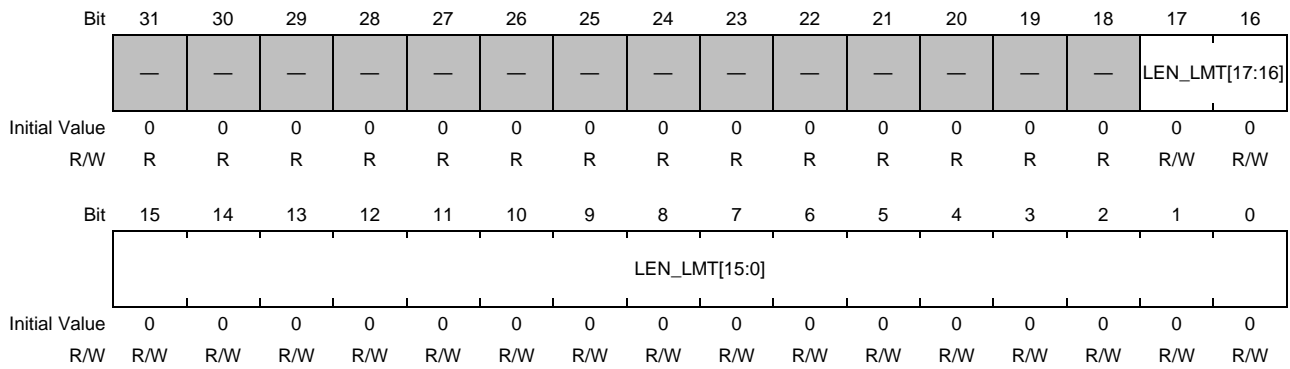 Bit 31 30 29 28 27 26 25 24 23 22 21 20 19 18 17 16
— — — — — — — — — — — — — — LEN_LMT[17:16]
Initial Value 0 0 0 0 0 0 0 0 0 0 0 0 0 0 0 0
R/W R R R R R R R R R R R R R R R/W R/W
Bit 15 14 13 12 11 10 9 8 7 6 5 4 3 2 1 0
LEN_LMT[15:0]
Initial Value 0 0 0 0 0 0 0 0 0 0 0 0 0 0 0 0
R/W R/W R/W R/W R/W R/W R/W R/W R/W R/W R/W R/W R/W R/W R/W R/W R/W